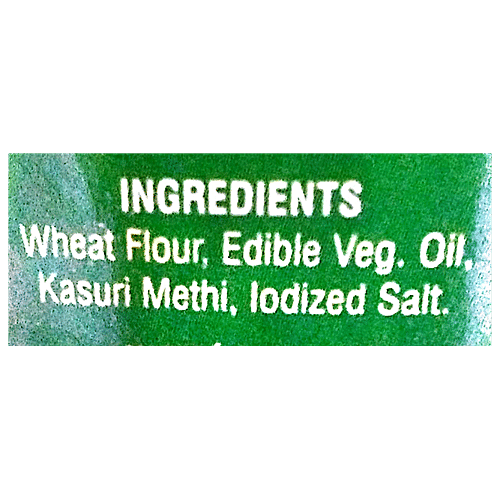 INGREDIENTS
Wheat Flour, Edible Veg. Oil,
Kasuri Methi, Iodized Salt.